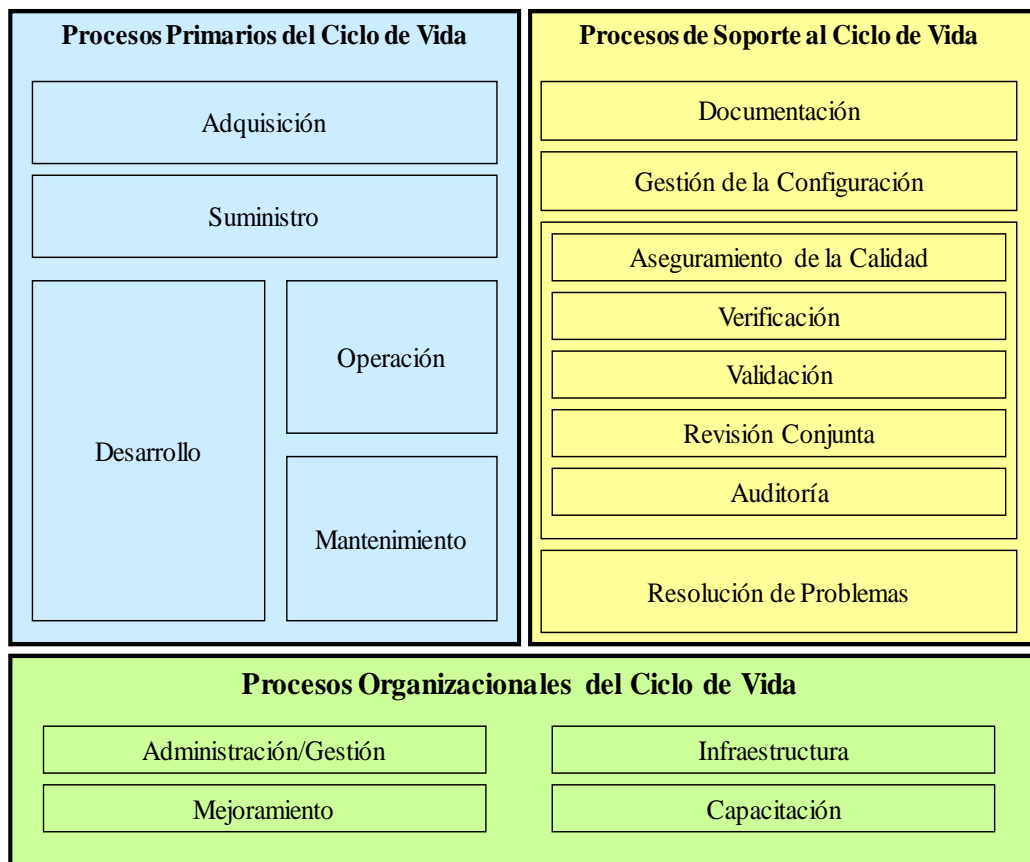 Procesos Primarios del Ciclo de Vida
Adquisición
Suministro
Desarrollo
Operación
Mantenimiento
Procesos de Soporte al Ciclo de Vida
Documentación
Gestión de la Configuración
Aseguramiento de la Calidad
Verificación
Validación
Revisión Conjunta
Auditoría
Resolución de Problemas
Procesos Organizacionales del Ciclo de Vida
Administración/Gestión
Infraestructura
Mejoramiento
Capacitación